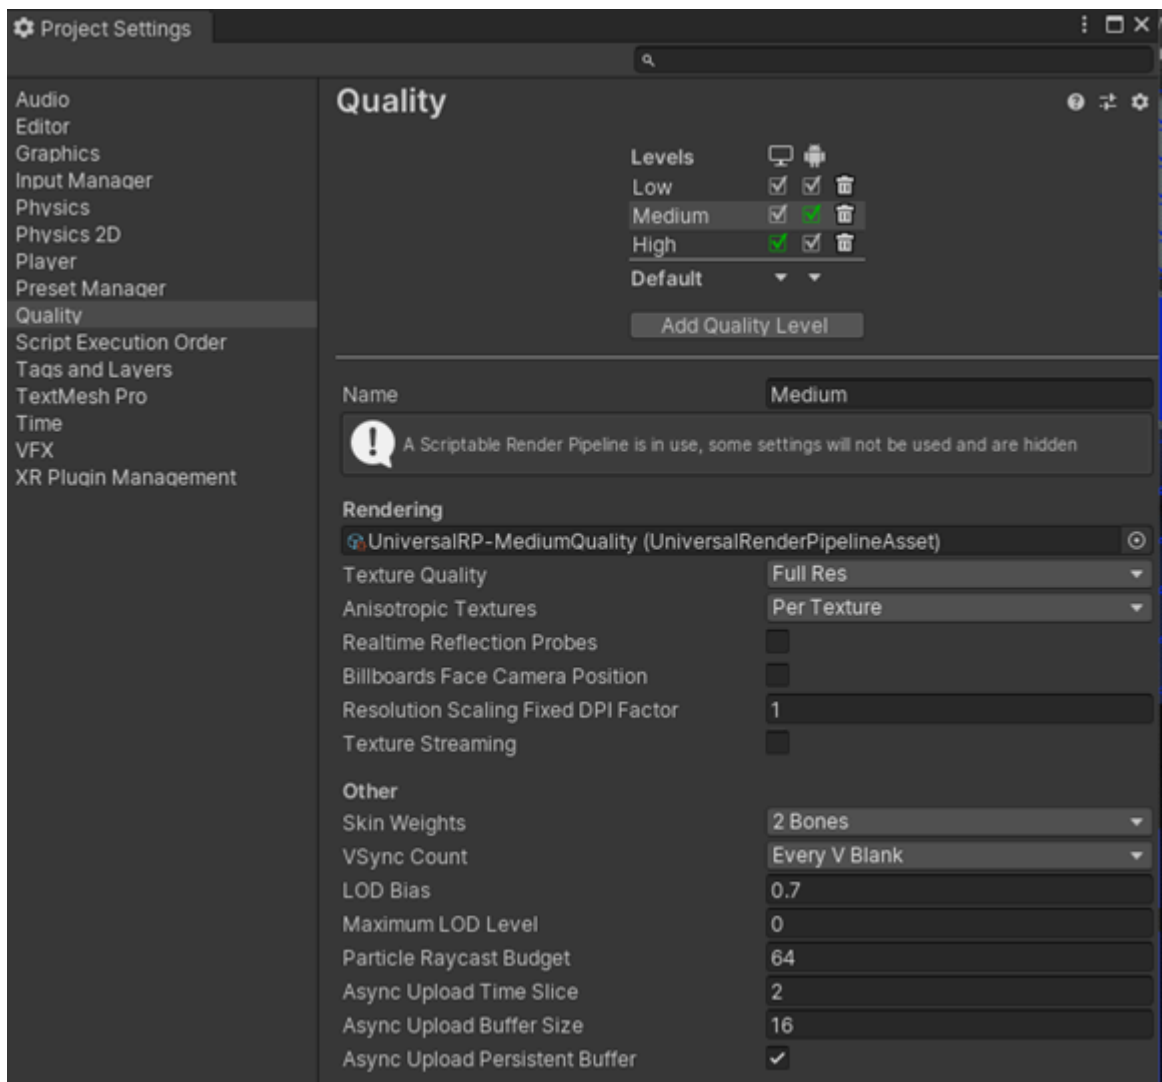 Project Settings
Audio
Editor
Graphics
Input Manager
Physics
Physics 2D
Player
Preset Manager
Quality
Script Execution Order
Tags and Layers
TextMesh Pro
Time
VFX
XR Plugin Management
Quality
Levels
Low
Medium
High
Default
Add Quality Level
Name Medium
A Scriptable Render Pipeline is in use, some settings will not be used and are hidden
Rendering
UniversalRP-MediumQuality (UniversalRenderPipelineAsset)
Texture Quality Full Res
Anisotropic Textures Per Texture
Realtime Reflection Probes
Billboards Face Camera Position
Resolution Scaling Fixed DPI Factor 1
Texture Streaming
Other
Skin Weights 2 Bones
VSync Count Every V Blank
LOD Bias 0.7
Maximum LOD Level 0
Particle Raycast Budget 64
Async Upload Time Slice 2
Async Upload Buffer Size 16
Async Upload Persistent Buffer